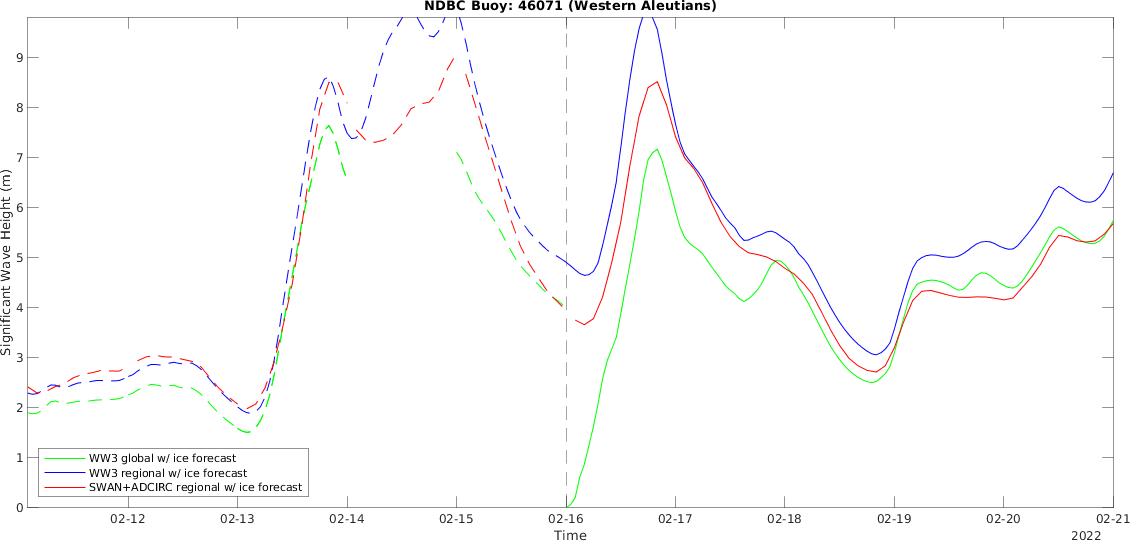 NDBC Buoy: 46071 (Western Aleutians)
Significant Wave Height (m)
9
8
7
6
5
4
3
2
1
0
WW3 global w/ ice forecast
WW3 regional w/ ice forecast
SWAN+ADCIRC regional w/ ice forecast
02-12 02-13 02-14 02-15 02-16 02-17 02-18 02-19 02-20 02-21
Time
2022